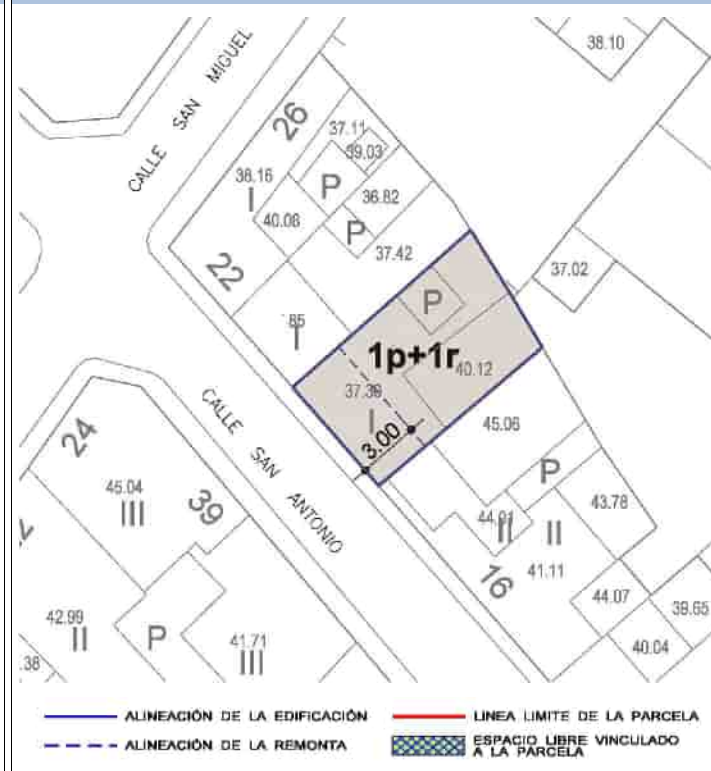 38.10
CALLE SAN MIGUEL
26
37.11
39.03
38.16
I
P
36.82
40.08
P
37.42
22
37.02
P
85
I
1p+1r
37.39
40.12
I
3.00
45.06
CALLE SAN ANTONIO
24
45.04
III
39
P
43.78
44.01
II
II
16
41.11
44.07
39.65
42.99
II
P
41.71
III
40.04
.38
ALINEACIÓN DE LA EDIFICACIÓN
LINEA LIMITE DE LA PARCELA
ALINEACIÓN DE LA REMONTA
ESPACIO LIBRE VINCULADO
A LA PARCELA